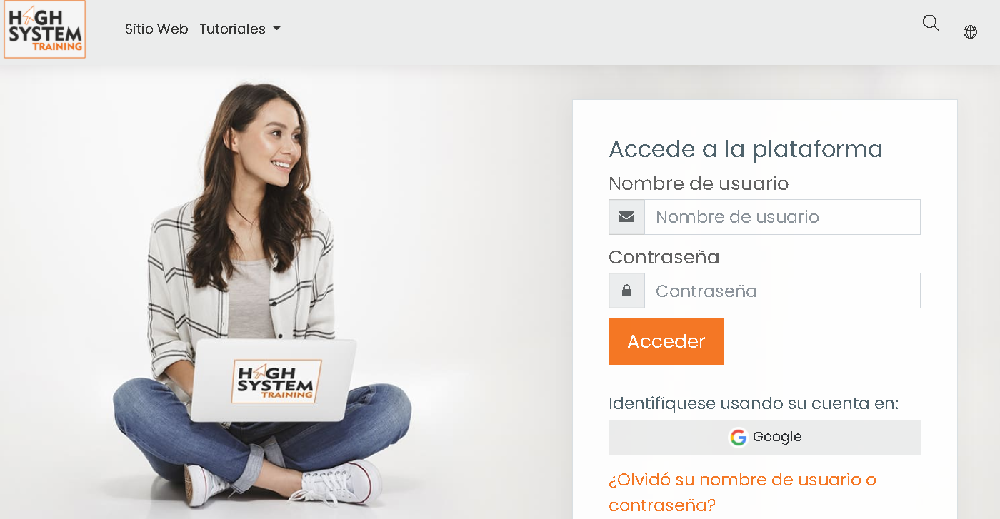 HIGH
SYSTEM
TRAINING
Sitio Web Tutoriales
Accede a la plataforma
Nombre de usuario
Nombre de usuario
Contraseña
Contraseña
Acceder
HIGH
SYSTEM
TRAINING
Identifíquese usando su cuenta en:
Google
¿Olvidó su nombre de usuario o
contraseña?